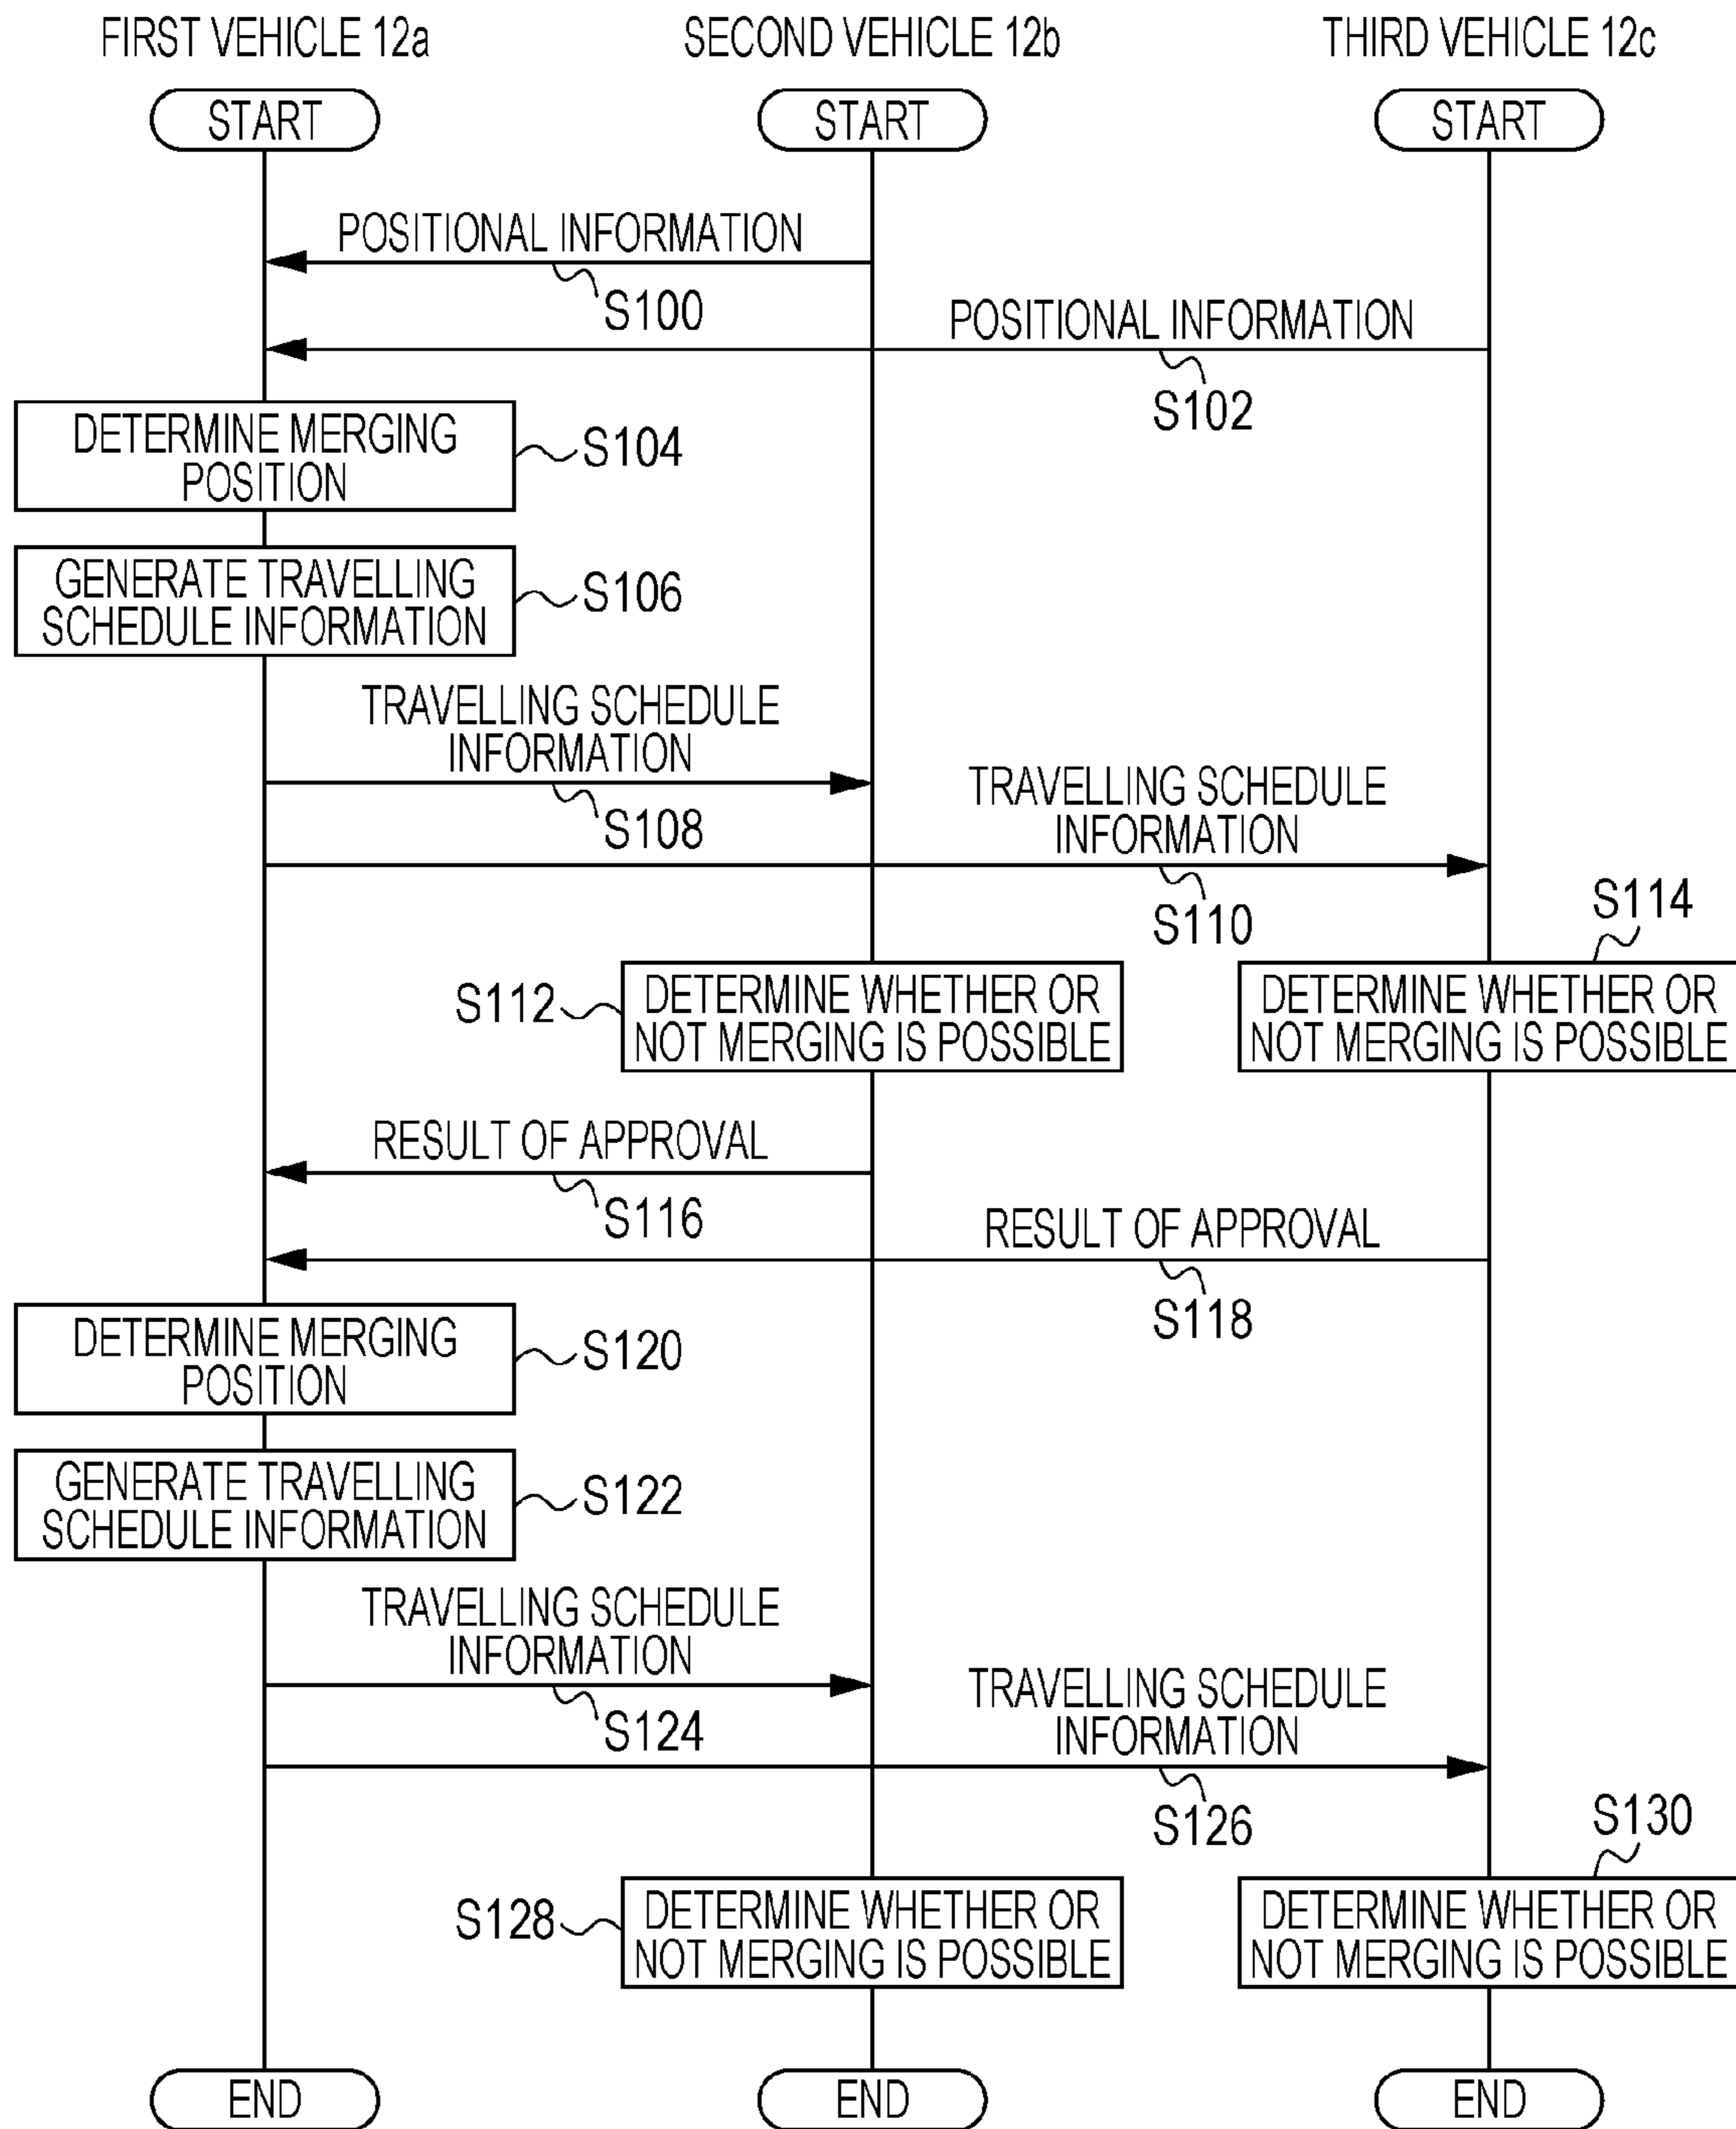 FIRST VEHICLE 12a
SECOND VEHICLE 12b
THIRD VEHICLE 12c
START
START
START
POSITIONAL INFORMATION
S100
POSITIONAL INFORMATION
S102
DETERMINE MERGING
POSITION
S104
GENERATE TRAVELLING
SCHEDULE INFORMATION
S106
TRAVELLING SCHEDULE
INFORMATION
S108
TRAVELLING SCHEDULE
INFORMATION
S110
S112
DETERMINE WHETHER OR
NOT MERGING IS POSSIBLE
S114
DETERMINE WHETHER OR
NOT MERGING IS POSSIBLE
RESULT OF APPROVAL
S116
RESULT OF APPROVAL
S118
DETERMINE MERGING
POSITION
S120
GENERATE TRAVELLING
SCHEDULE INFORMATION
S122
TRAVELLING SCHEDULE
INFORMATION
S124
TRAVELLING SCHEDULE
INFORMATION
S126
S128
DETERMINE WHETHER OR
NOT MERGING IS POSSIBLE
S130
DETERMINE WHETHER OR
NOT MERGING IS POSSIBLE
END
END
END